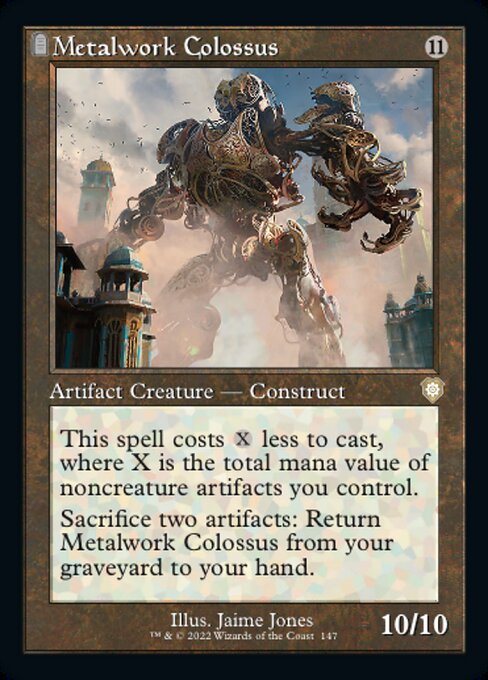 Metalwork Colossus 11
Artifact Creature — Construct
This spell costs X less to cast,
where X is the total mana value of
noncreature artifacts you control.
Sacrifice two artifacts: Return
Metalwork Colossus from your
graveyard to your hand.
Illus. Jaime Jones
™ & © 2022 Wizards of the Coast 147
10/10